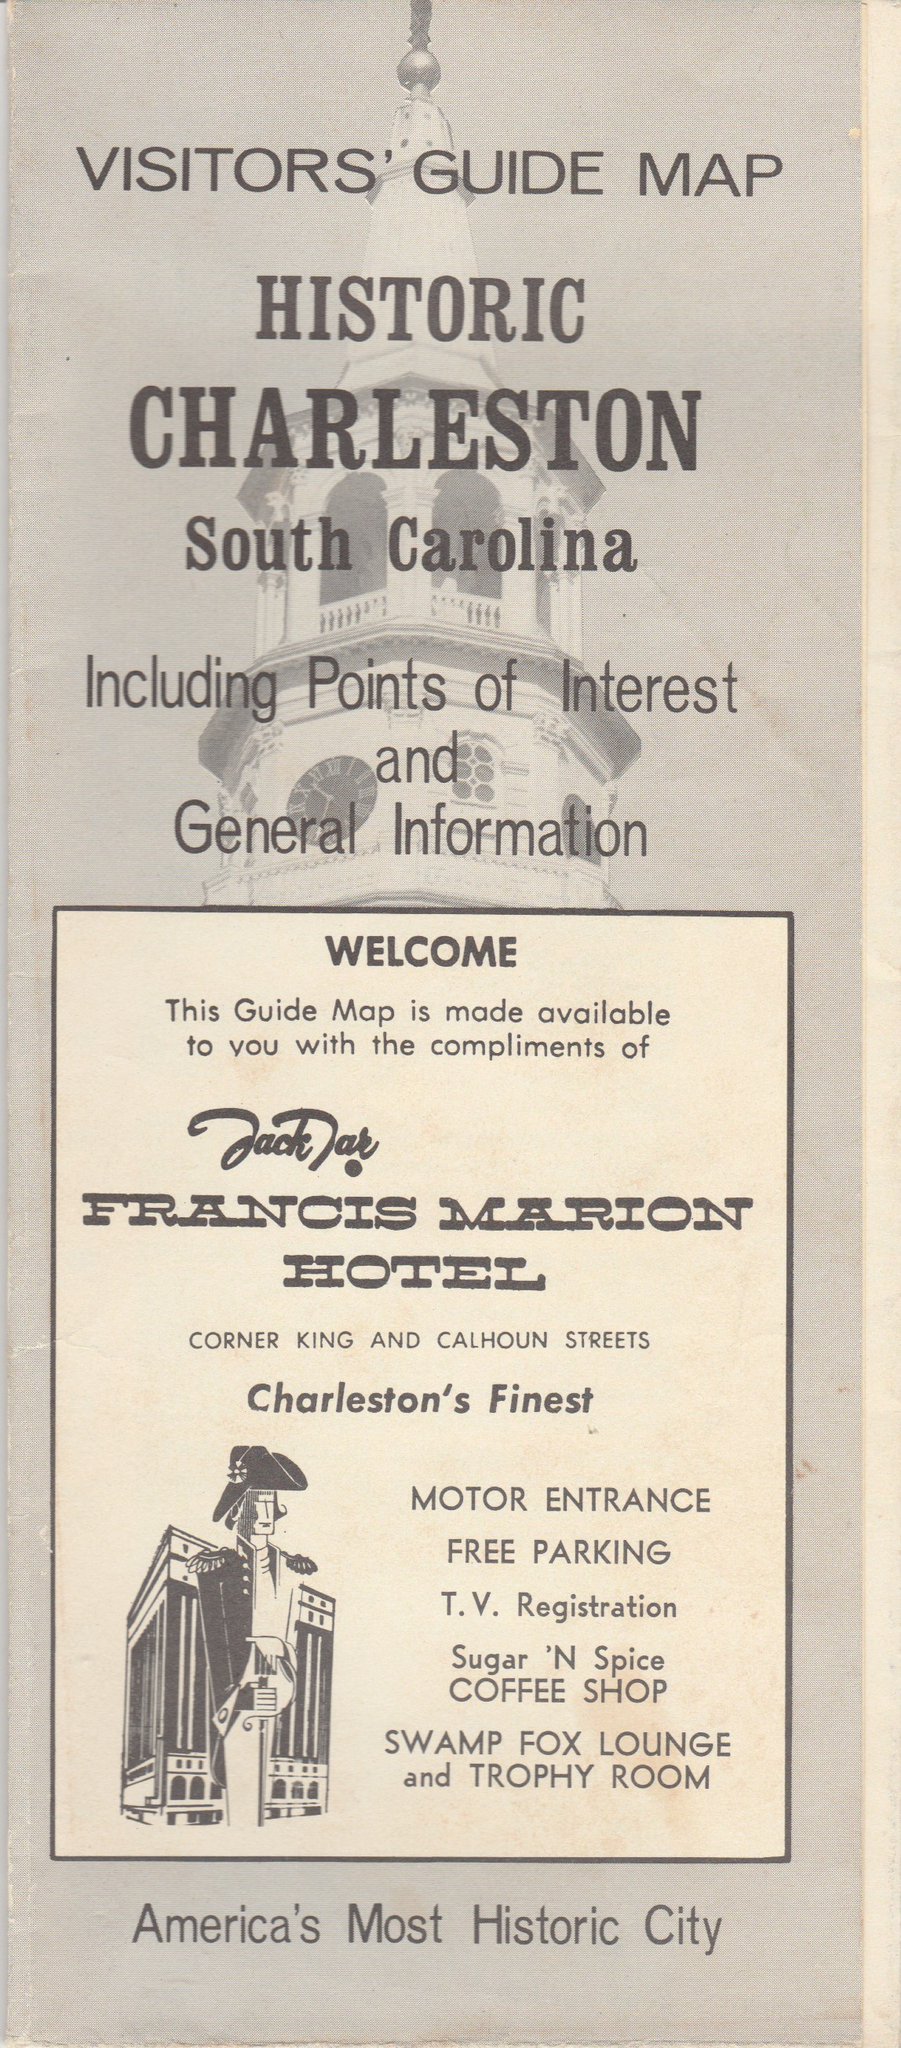 VISITORS' GUIDE MAP
HISTORIC
CHARLESTON
South Carolina
Including Points of Interest
and
General Information
WELCOME
This Guide Map is made available
to you with the compliments of
Jack Tar
FRANCIS MARION
HOTEL
CORNER KING AND CALHOUN STREETS
Charleston's Finest
MOTOR ENTRANCE
FREE PARKING
T.V. Registration
Sugar 'N Spice
COFFEE SHOP
SWAMP FOX LOUNGE
and TROPHY ROOM
America's Most Historic City